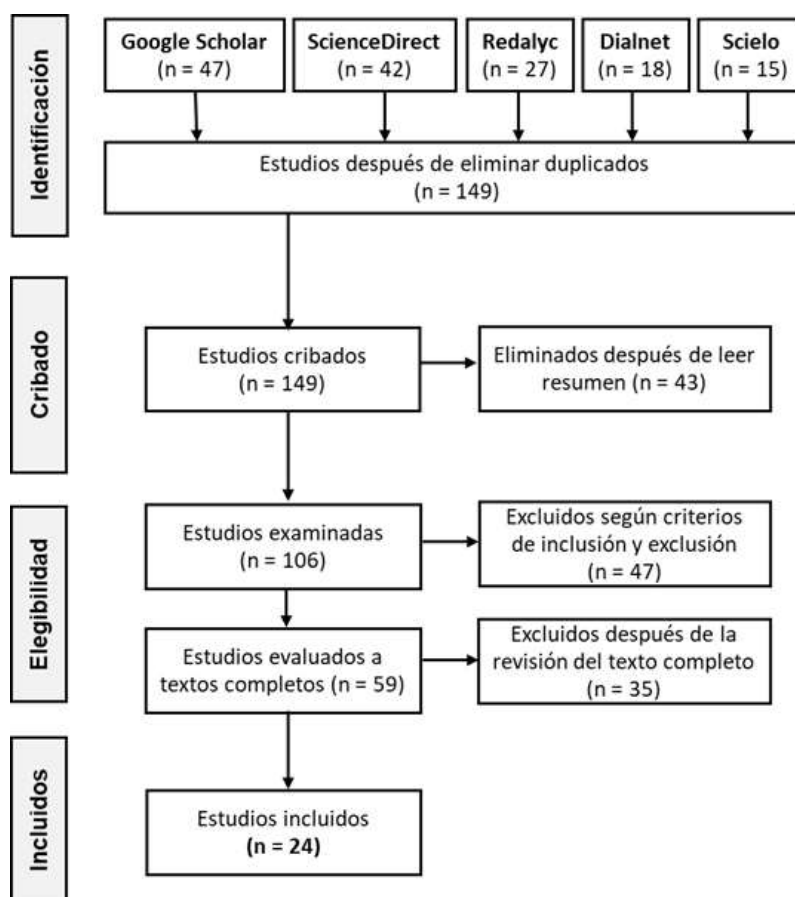 Identificación
Google Scholar
(n = 47)
ScienceDirect
(n = 42)
Redalyc
(n = 27)
Dialnet
(n = 18)
Scielo
(n = 15)
Estudios después de eliminar duplicados
(n = 149)
Cribado
Estudios cribados
(n = 149)
Eliminados después de leer
resumen (n = 43)
Elegibilidad
Estudios examinadas
(n = 106)
Excluidos según criterios
de inclusión y exclusión
(n = 47)
Estudios evaluados a
textos completos (n = 59)
Excluidos después de la
revisión del texto completo
(n = 35)
Incluidos
Estudios incluidos
(n = 24)